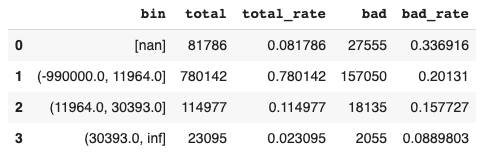 bin total total_rate bad bad_rate
0 [nan] 81786 0.081786 27555 0.336916
1 (-990000.0, 11964.0] 780142 0.780142 157050 0.20131
2 (11964.0, 30393.0] 114977 0.114977 18135 0.157727
3 (30393.0, inf] 23095 0.023095 2055 0.0889803